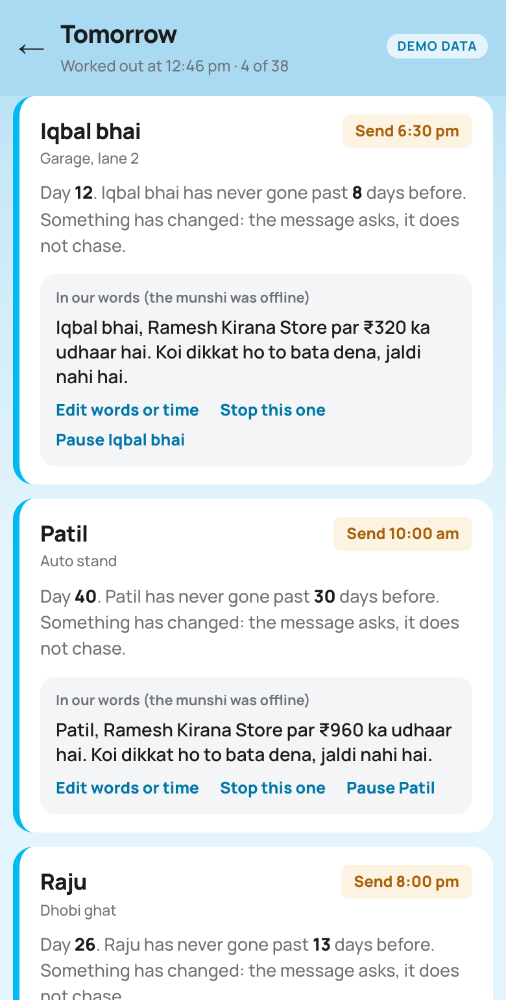 ←
Tomorrow
Worked out at 12:46 pm · 4 of 38
DEMO DATA
Iqbal bhai
Send 6:30 pm
Garage, lane 2
Day 12. Iqbal bhai has never gone past 8 days before.
Something has changed: the message asks, it does
not chase.
In our words (the munshi was offline)
Iqbal bhai, Ramesh Kirana Store par ₹320 ka
udhaar hai. Koi dikkat ho to bata dena, jaldi
nahi hai.
Edit words or time Stop this one
Pause Iqbal bhai
Patil
Send 10:00 am
Auto stand
Day 40. Patil has never gone past 30 days before.
Something has changed: the message asks, it does
not chase.
In our words (the munshi was offline)
Patil, Ramesh Kirana Store par ₹960 ka udhaar
hai. Koi dikkat ho to bata dena, jaldi nahi hai.
Edit words or time Stop this one Pause Patil
Raju
Send 8:00 pm
Dhobi ghat
Day 26. Raju has never gone past 13 days before.
Something has changed: the message asks, it does
not chase.